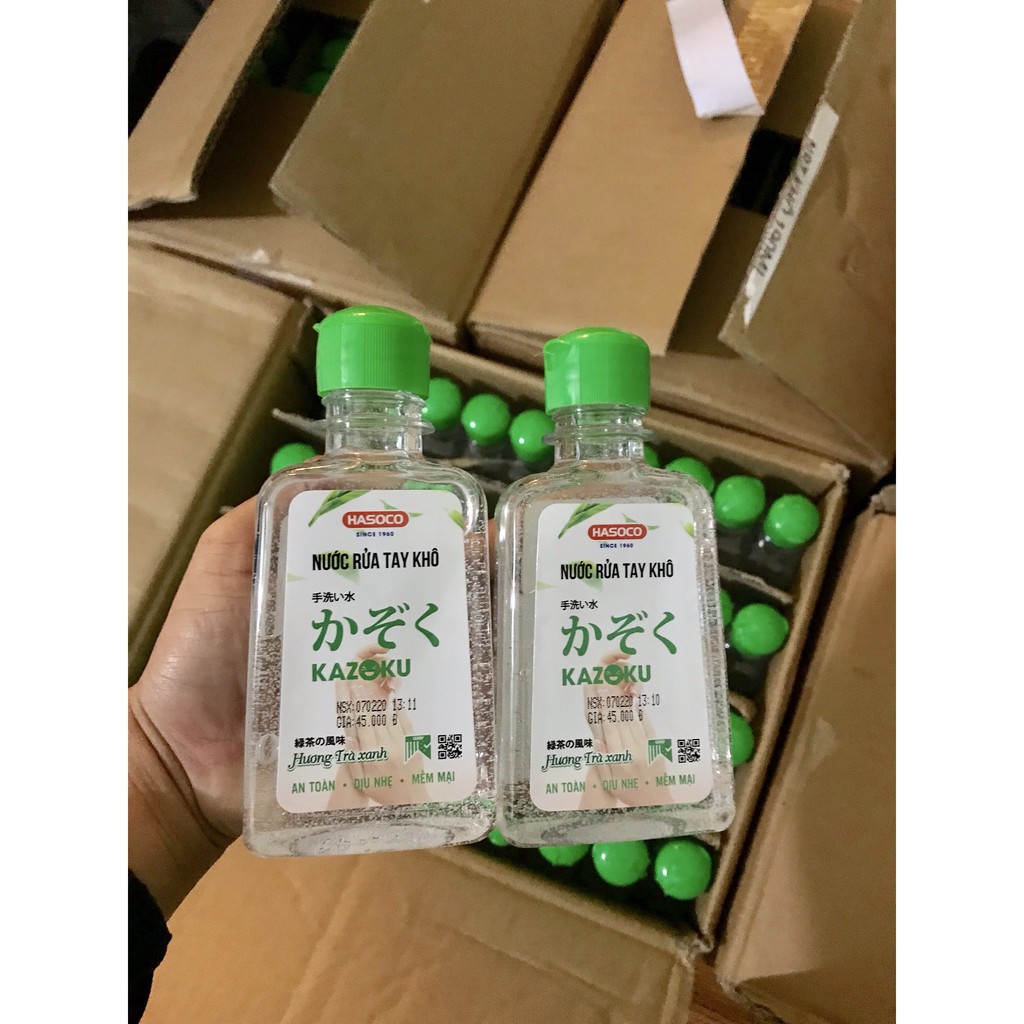 HASOCO
SINCE 1960
NƯỚC RỬA TAY KHÔ
手洗い水
かぞく
KAZOKU
NSX:070220 13:11
GIA:45.000 Đ
緑茶の風味
Hương Trà xanh
AN TOÀN • DỊU NHẸ • MỀM MẠI
HASOCO
SINCE 1960
NƯỚC RỬA TAY KHÔ
手洗い水
かぞく
KAZOKU
NSX:070220 13:10
GIA:45.000 Đ
緑茶の風味
Hương Trà xanh
AN TOÀN • DỊU NHẸ • MỀM MẠI